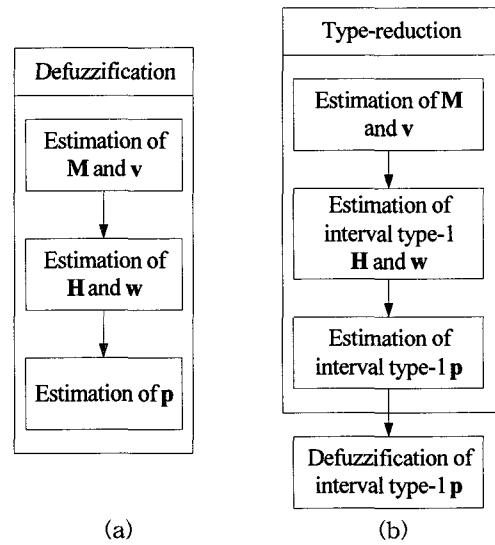 Defuzzification
Estimation of
M and v
Estimation of
H and w
Estimation of p
(a)
Type-reduction
Estimation of M
and v
Estimation of
interval type-1
H and w
Estimation of
interval type-1 p
Defuzzification of
interval type-1 p
(b)